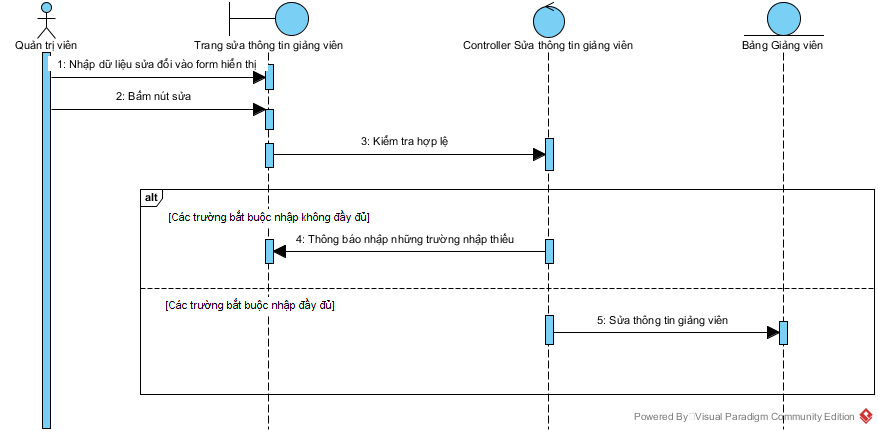 Quản trị viên
Trang sửa thông tin giảng viên
Controller Sửa thông tin giảng viên
Bảng Giảng viên
1: Nhập dữ liệu sửa đổi vào form hiển thị
2: Bấm nút sửa
3: Kiểm tra hợp lệ
alt
[Các trường bắt buộc nhập không đầy đủ]
4: Thông báo nhập những trường nhập thiếu
[Các trường bắt buộc nhập đầy đủ]
5: Sửa thông tin giảng viên
Powered By Visual Paradigm Community Edition